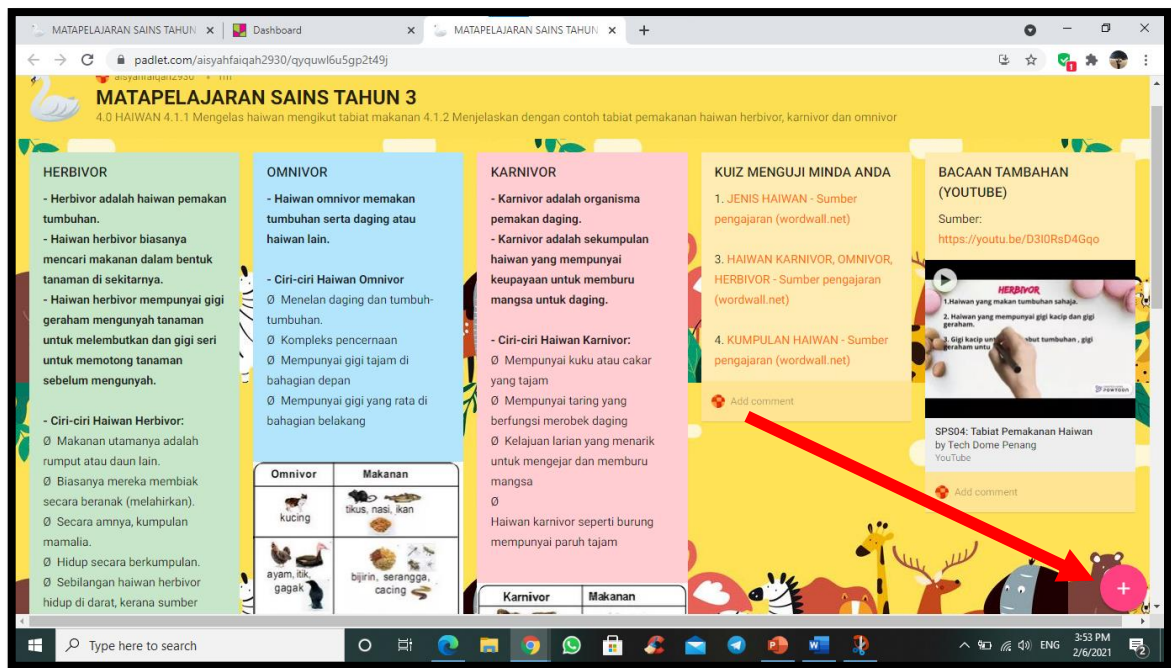 MATAPELAJARAN SAINS TAHUN
Dashboard
MATAPELAJARAN SAINS TAHUN
padlet.com/aisyahfaiqah2930/qyquwl6u5gp2t49j
aisyahfaiqah2930
MATAPELAJARAN SAINS TAHUN 3
4.0 HAIWAN 4.1.1 Mengelas haiwan mengikut tabiat makanan 4.1.2 Menjelaskan dengan contoh tabiat pemakanan haiwan herbivor, karnivor dan omnivor
HERBIVOR
- Herbivor adalah haiwan pemakan
tumbuhan.
- Haiwan herbivor biasanya
mencari makanan dalam bentuk
tanaman di sekitarnya.
- Haiwan herbivor mempunyai gigi
geraham mengunyah tanaman
untuk melembutkan dan gigi seri
untuk memotong tanaman
sebelum mengunyah.
- Ciri-ciri Haiwan Herbivor:
Ø Makanan utamanya adalah
rumput atau daun lain.
Ø Biasanya mereka membiak
secara beranak (melahirkan).
Ø Secara amnya, kumpulan
mamalia.
Ø Hidup secara berkumpulan.
Ø Sebilangan haiwan herbivor
hidup di darat, kerana sumber
OMNIVOR
- Haiwan omnivor memakan
tumbuhan serta daging atau
haiwan lain.
- Ciri-ciri Haiwan Omnivor
Ø Menelan daging dan tumbuh-
tumbuhan.
Ø Kompleks pencernaan
Ø Mempunyai gigi tajam di
bahagian depan
Ø Mempunyai gigi yang rata di
bahagian belakang
Omnivor Makanan
kucing tikus, nasi, ikan
ayam, itik, gagak bijirin, serangga, cacing
KARNIVOR
- Karnivor adalah organisma
pemakan daging.
- Karnivor adalah sekumpulan
haiwan yang mempunyai
keupayaan untuk memburu
mangsa untuk daging.
- Ciri-ciri Haiwan Karnivor:
Ø Mempunyai kuku atau cakar
yang tajam
Ø Mempunyai taring yang
berfungsi merobek daging
Ø Kelajuan larian yang menarik
untuk mengejar dan memburu
mangsa
Ø
Haiwan karnivor seperti burung
mempunyai paruh tajam
Karnivor Makanan
KUIZ MENGUJI MINDA ANDA
1. JENIS HAIWAN - Sumber
pengajaran (wordwall.net)
3. HAIWAN KARNIVOR, OMNIVOR,
HERBIVOR - Sumber pengajaran
(wordwall.net)
4. KUMPULAN HAIWAN - Sumber
pengajaran (wordwall.net)
Add comment
BACAAN TAMBAHAN
(YOUTUBE)
Sumber:
https://youtu.be/D3I0RsD4Gqo
HERBIVOR
1.Haiwan yang makan tumbuhan sahaja.
2. Haiwan yang mempunyai gigi kacip dan gigi
geraham.
3. Gigi kacip tumbuhan , gigi
geraham
POWTOON
SPS04: Tabiat Pemakanan Haiwan
by Tech Dome Penang
YouTube
Add comment
Type here to search
ENG
3:53 PM
2/6/2021